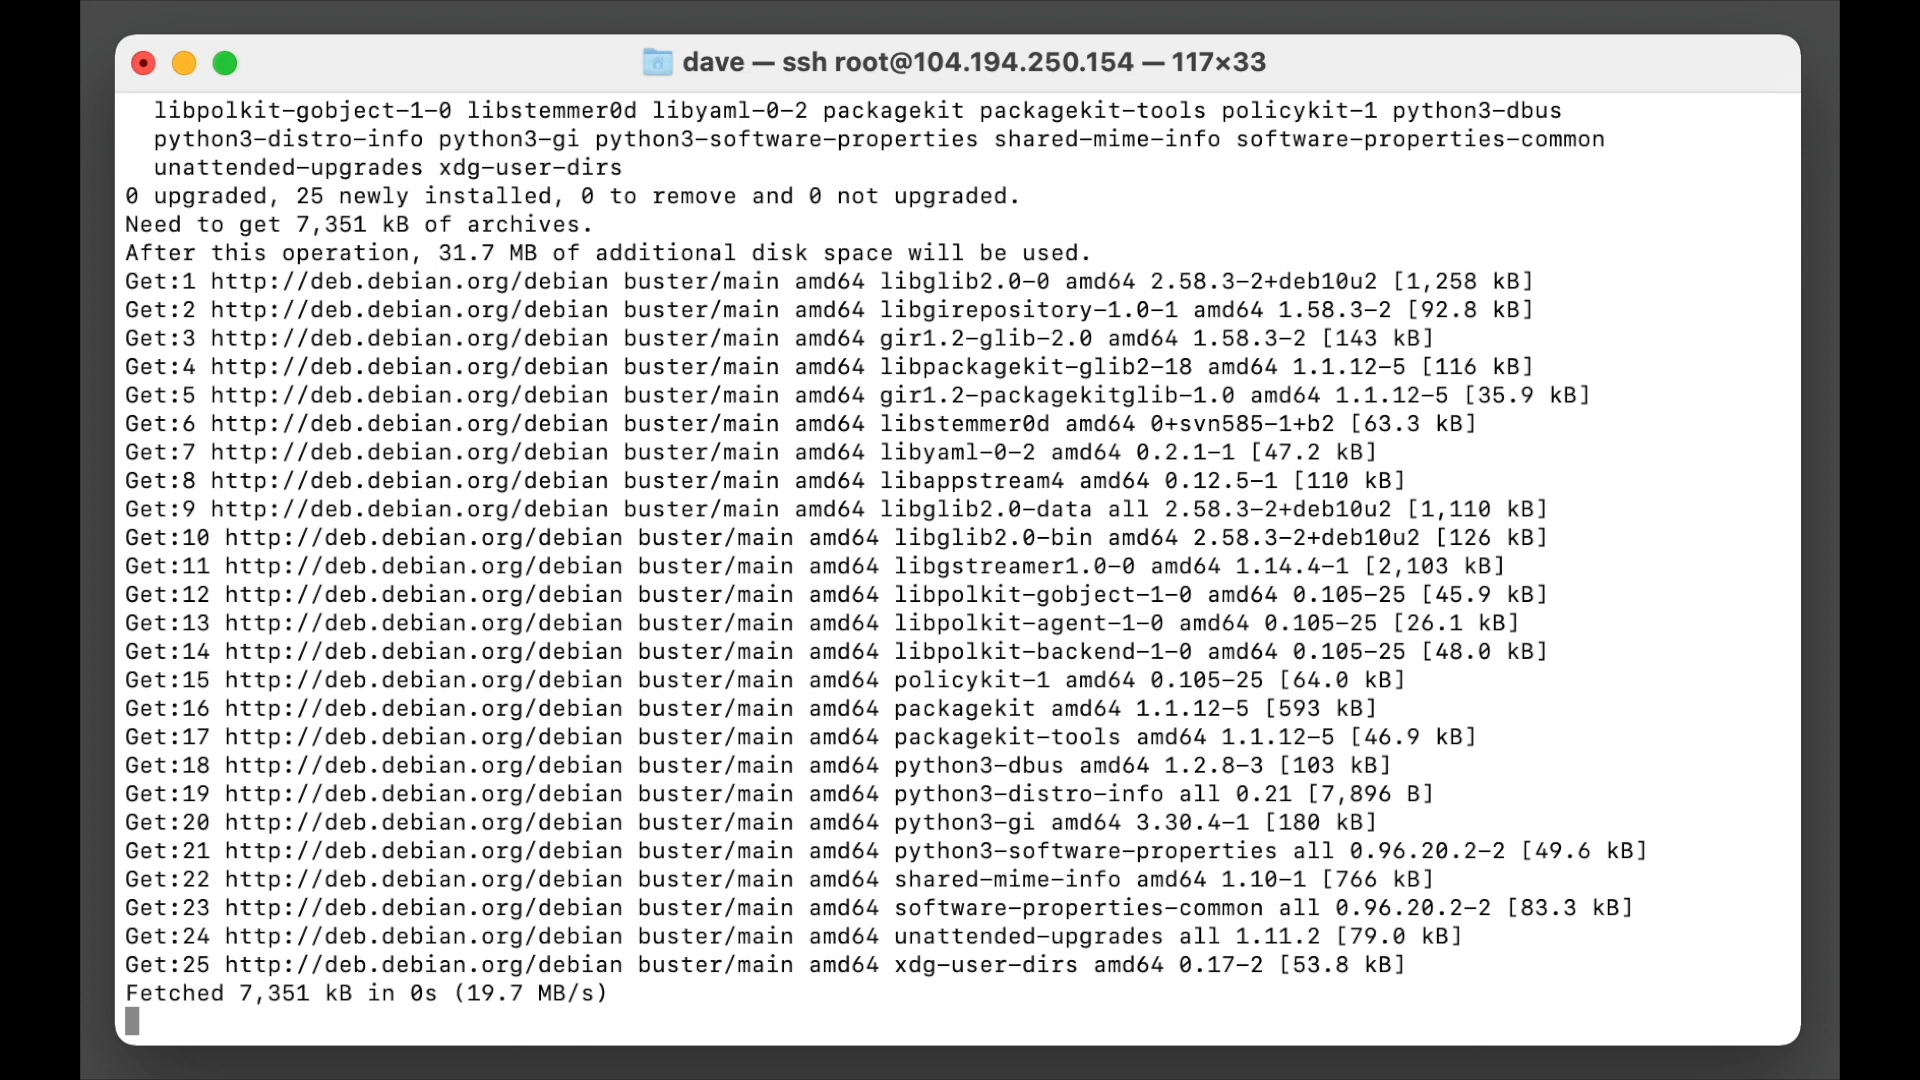 dave — ssh root@104.194.250.154 — 117×33
libpolkit-gobject-1-0 libstemmer0d libyaml-0-2 packagekit packagekit-tools policykit-1 python3-dbus
python3-distro-info python3-gi python3-software-properties shared-mime-info software-properties-common
unattended-upgrades xdg-user-dirs
0 upgraded, 25 newly installed, 0 to remove and 0 not upgraded.
Need to get 7,351 kB of archives.
After this operation, 31.7 MB of additional disk space will be used.
Get:1 http://deb.debian.org/debian buster/main amd64 libglib2.0-0 amd64 2.58.3-2+deb10u2 [1,258 kB]
Get:2 http://deb.debian.org/debian buster/main amd64 libgirepository-1.0-1 amd64 1.58.3-2 [92.8 kB]
Get:3 http://deb.debian.org/debian buster/main amd64 gir1.2-glib-2.0 amd64 1.58.3-2 [143 kB]
Get:4 http://deb.debian.org/debian buster/main amd64 libpackagekit-glib2-18 amd64 1.1.12-5 [116 kB]
Get:5 http://deb.debian.org/debian buster/main amd64 gir1.2-packagekitglib-1.0 amd64 1.1.12-5 [35.9 kB]
Get:6 http://deb.debian.org/debian buster/main amd64 libstemmer0d amd64 0+svn585-1+b2 [63.3 kB]
Get:7 http://deb.debian.org/debian buster/main amd64 libyaml-0-2 amd64 0.2.1-1 [47.2 kB]
Get:8 http://deb.debian.org/debian buster/main amd64 libappstream4 amd64 0.12.5-1 [110 kB]
Get:9 http://deb.debian.org/debian buster/main amd64 libglib2.0-data all 2.58.3-2+deb10u2 [1,110 kB]
Get:10 http://deb.debian.org/debian buster/main amd64 libglib2.0-bin amd64 2.58.3-2+deb10u2 [126 kB]
Get:11 http://deb.debian.org/debian buster/main amd64 libgstreamer1.0-0 amd64 1.14.4-1 [2,103 kB]
Get:12 http://deb.debian.org/debian buster/main amd64 libpolkit-gobject-1-0 amd64 0.105-25 [45.9 kB]
Get:13 http://deb.debian.org/debian buster/main amd64 libpolkit-agent-1-0 amd64 0.105-25 [26.1 kB]
Get:14 http://deb.debian.org/debian buster/main amd64 libpolkit-backend-1-0 amd64 0.105-25 [48.0 kB]
Get:15 http://deb.debian.org/debian buster/main amd64 policykit-1 amd64 0.105-25 [64.0 kB]
Get:16 http://deb.debian.org/debian buster/main amd64 packagekit amd64 1.1.12-5 [593 kB]
Get:17 http://deb.debian.org/debian buster/main amd64 packagekit-tools amd64 1.1.12-5 [46.9 kB]
Get:18 http://deb.debian.org/debian buster/main amd64 python3-dbus amd64 1.2.8-3 [103 kB]
Get:19 http://deb.debian.org/debian buster/main amd64 python3-distro-info all 0.21 [7,896 B]
Get:20 http://deb.debian.org/debian buster/main amd64 python3-gi amd64 3.30.4-1 [180 kB]
Get:21 http://deb.debian.org/debian buster/main amd64 python3-software-properties all 0.96.20.2-2 [49.6 kB]
Get:22 http://deb.debian.org/debian buster/main amd64 shared-mime-info amd64 1.10-1 [766 kB]
Get:23 http://deb.debian.org/debian buster/main amd64 software-properties-common all 0.96.20.2-2 [83.3 kB]
Get:24 http://deb.debian.org/debian buster/main amd64 unattended-upgrades all 1.11.2 [79.0 kB]
Get:25 http://deb.debian.org/debian buster/main amd64 xdg-user-dirs amd64 0.17-2 [53.8 kB]
Fetched 7,351 kB in 0s (19.7 MB/s)